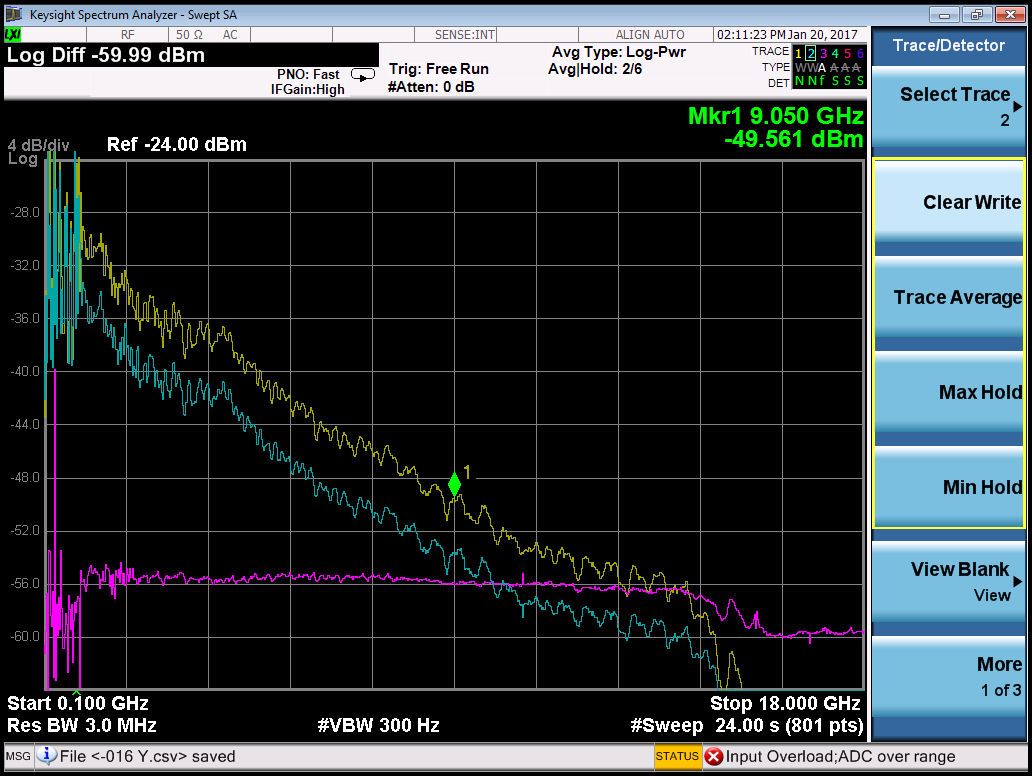 Keysight Spectrum Analyzer - Swept SA
LXI RF 50 Ω AC SENSE:INT ALIGN AUTO 02:11:23 PM Jan 20, 2017
Log Diff -59.99 dBm
PNO: Fast
IFGain:High
Trig: Free Run
#Atten: 0 dB
Avg Type: Log-Pwr
Avg|Hold: 2/6
TRACE 1 2 3 4 5 6
TYPE W W A A A A
DET N N f S S S
Mkr1 9.050 GHz
-49.561 dBm
4 dB/div
Log
Ref -24.00 dBm
-28.0
-32.0
-36.0
-40.0
-44.0
-48.0
-52.0
-56.0
-60.0
1
Start 0.100 GHz
Stop 18.000 GHz
Res BW 3.0 MHz
#VBW 300 Hz
#Sweep 24.00 s (801 pts)
MSG File <-016 Y.csv> saved
STATUS Input Overload;ADC over range
Trace/Detector
Select Trace
2
Clear Write
Trace Average
Max Hold
Min Hold
View Blank
View
More
1 of 3